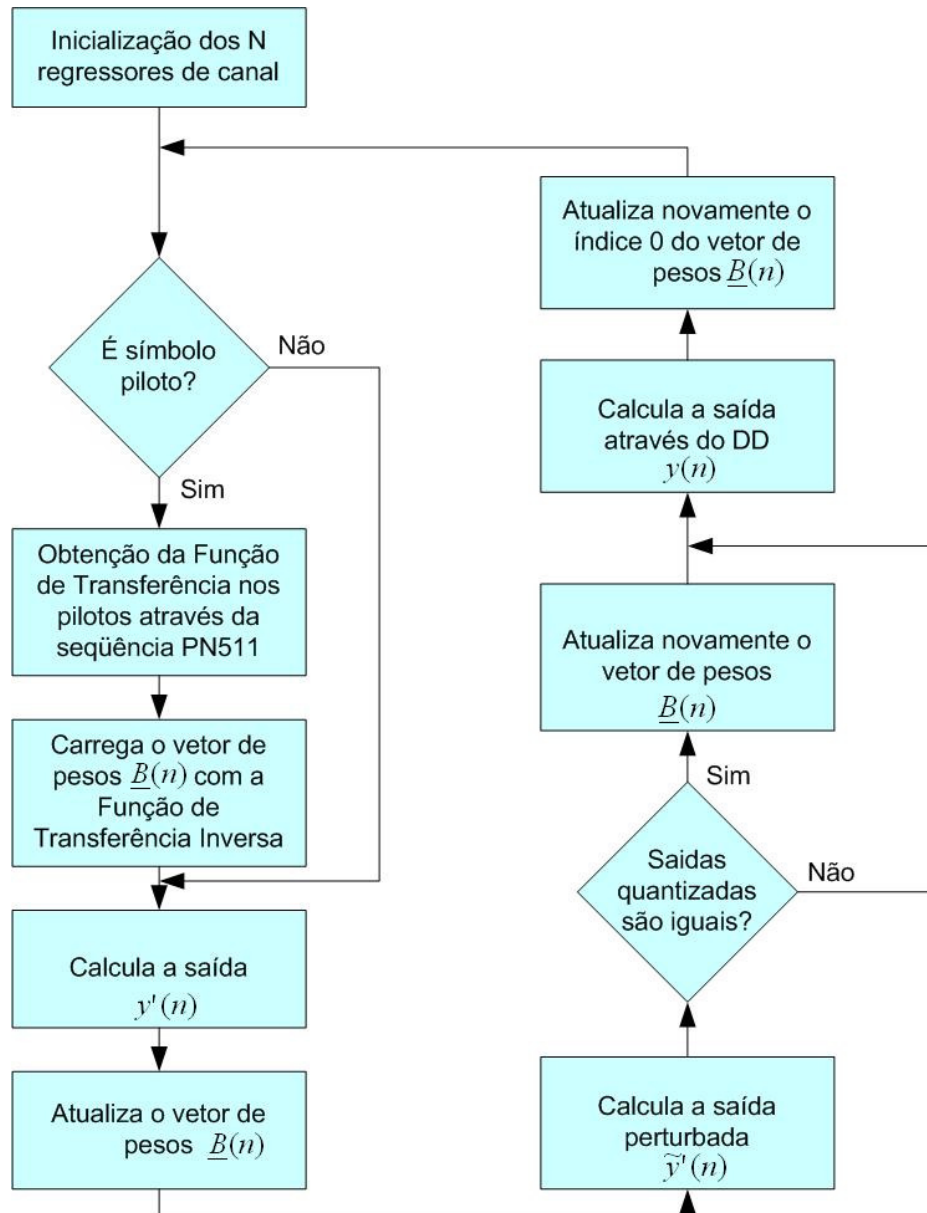 Inicialização dos N
regressores de canal
É símbolo
piloto?
Não
Sim
Obtenção da Função
de Transferência nos
pilotos através da
seqüência PN511
Carrega o vetor de
pesos B(n) com a
Função de
Transferência Inversa
Calcula a saída
y'(n)
Atualiza o vetor de
pesos B(n)
Calcula a saída
perturbada
ỹ'(n)
Saidas
quantizadas
são iguais?
Não
Sim
Atualiza novamente o
vetor de pesos
B(n)
Calcula a saída
através do DD
y(n)
Atualiza novamente o
índice 0 do vetor de
pesos B(n)